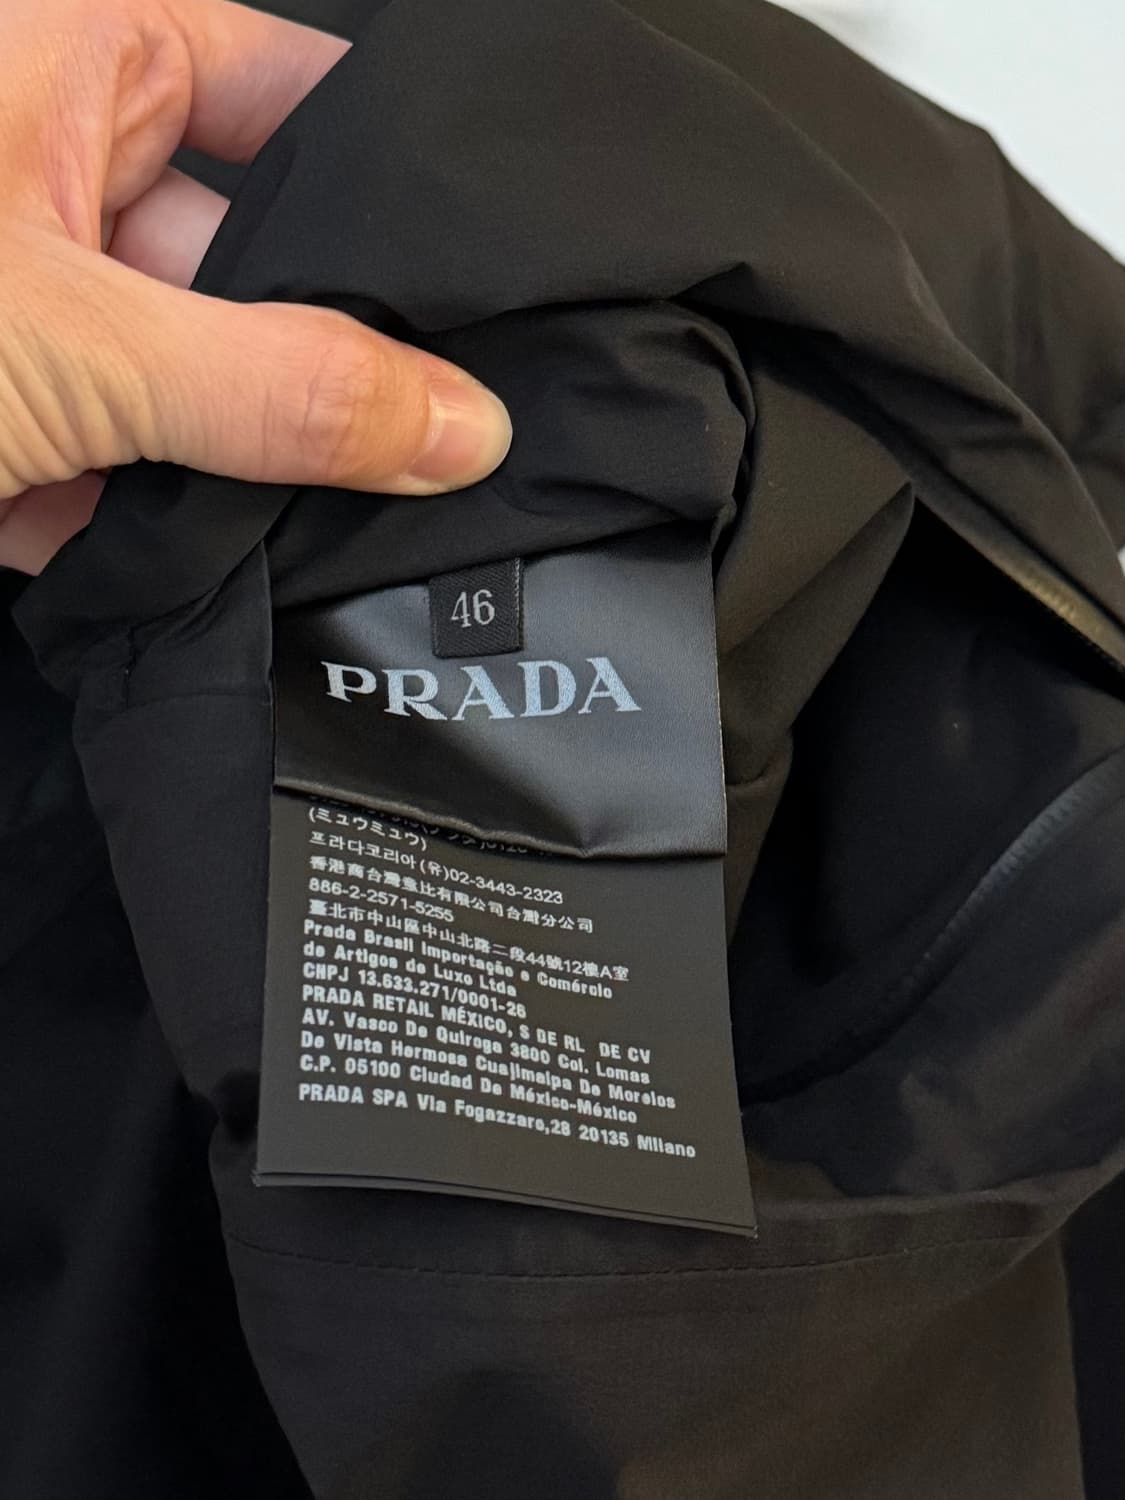 46
PRADA
(ミュウミュウ)
프라다코리아(유)02-3443-2323
香港商台灣普比有限公司台灣分公司
886-2-2571-5255
臺北市中山區中山北路二段44號12樓A室
Prada Brasil Importação e Comércio
de Artigos de Luxo Ltda
CNPJ 13.633.271/0001-26
PRADA RETAIL MÉXICO, S DE RL DE CV
AV. Vasco De Quiroga 3800 Col. Lomas
De Vista Hermosa Cuajimalpa De Morelos
C.P. 05100 Ciudad De México-México
PRADA SPA Via Fogazzaro,28 20135 Milano